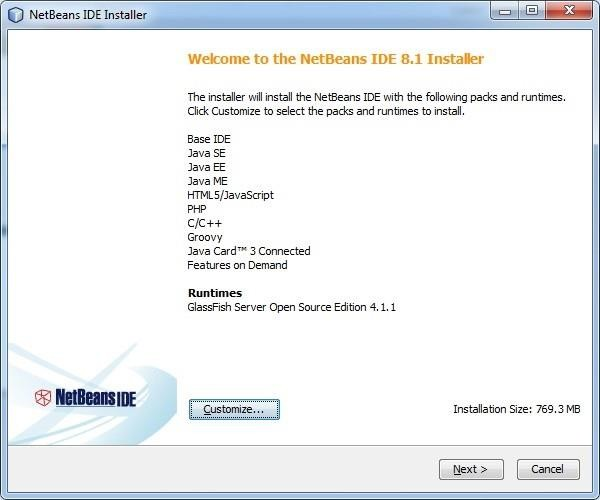 NetBeans IDE Installer
Welcome to the NetBeans IDE 8.1 Installer
The installer will install the NetBeans IDE with the following packs and runtimes.
Click Customize to select the packs and runtimes to install.
Base IDE
Java SE
Java EE
Java ME
HTML5/JavaScript
PHP
C/C++
Groovy
Java Card™ 3 Connected
Features on Demand
Runtimes
GlassFish Server Open Source Edition 4.1.1
NetBeans IDE
Customize... Installation Size: 769.3 MB
Next > Cancel